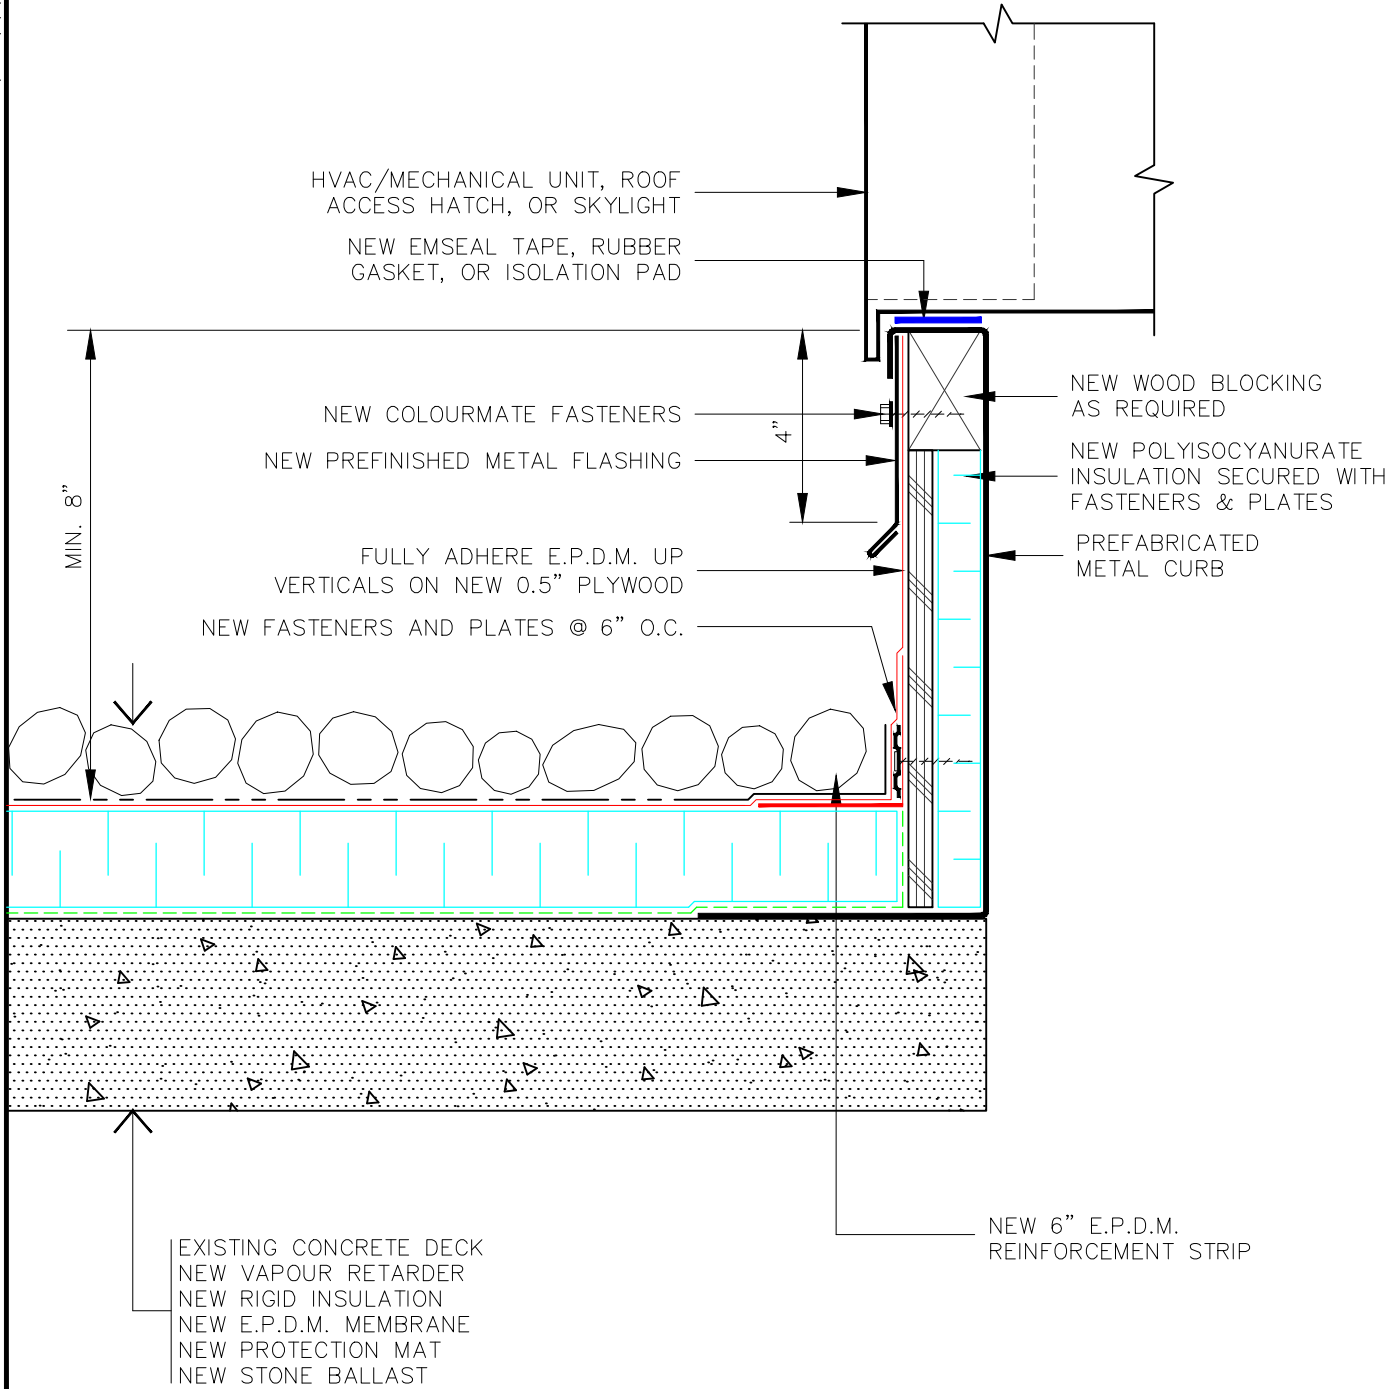 HVAC/MECHANICAL UNIT, ROOF
ACCESS HATCH, OR SKYLIGHT
NEW EMSEAL TAPE, RUBBER
GASKET, OR ISOLATION PAD
NEW COLOURMATE FASTENERS
NEW PREFINISHED METAL FLASHING
4"
MIN. 8"
FULLY ADHERE E.P.D.M. UP
VERTICALS ON NEW 0.5" PLYWOOD
NEW FASTENERS AND PLATES @ 6" O.C.
NEW WOOD BLOCKING
AS REQUIRED
NEW POLYISOCYANURATE
INSULATION SECURED WITH
FASTENERS & PLATES
PREFABRICATED
METAL CURB
NEW 6" E.P.D.M.
REINFORCEMENT STRIP
EXISTING CONCRETE DECK
NEW VAPOUR RETARDER
NEW RIGID INSULATION
NEW E.P.D.M. MEMBRANE
NEW PROTECTION MAT
NEW STONE BALLAST